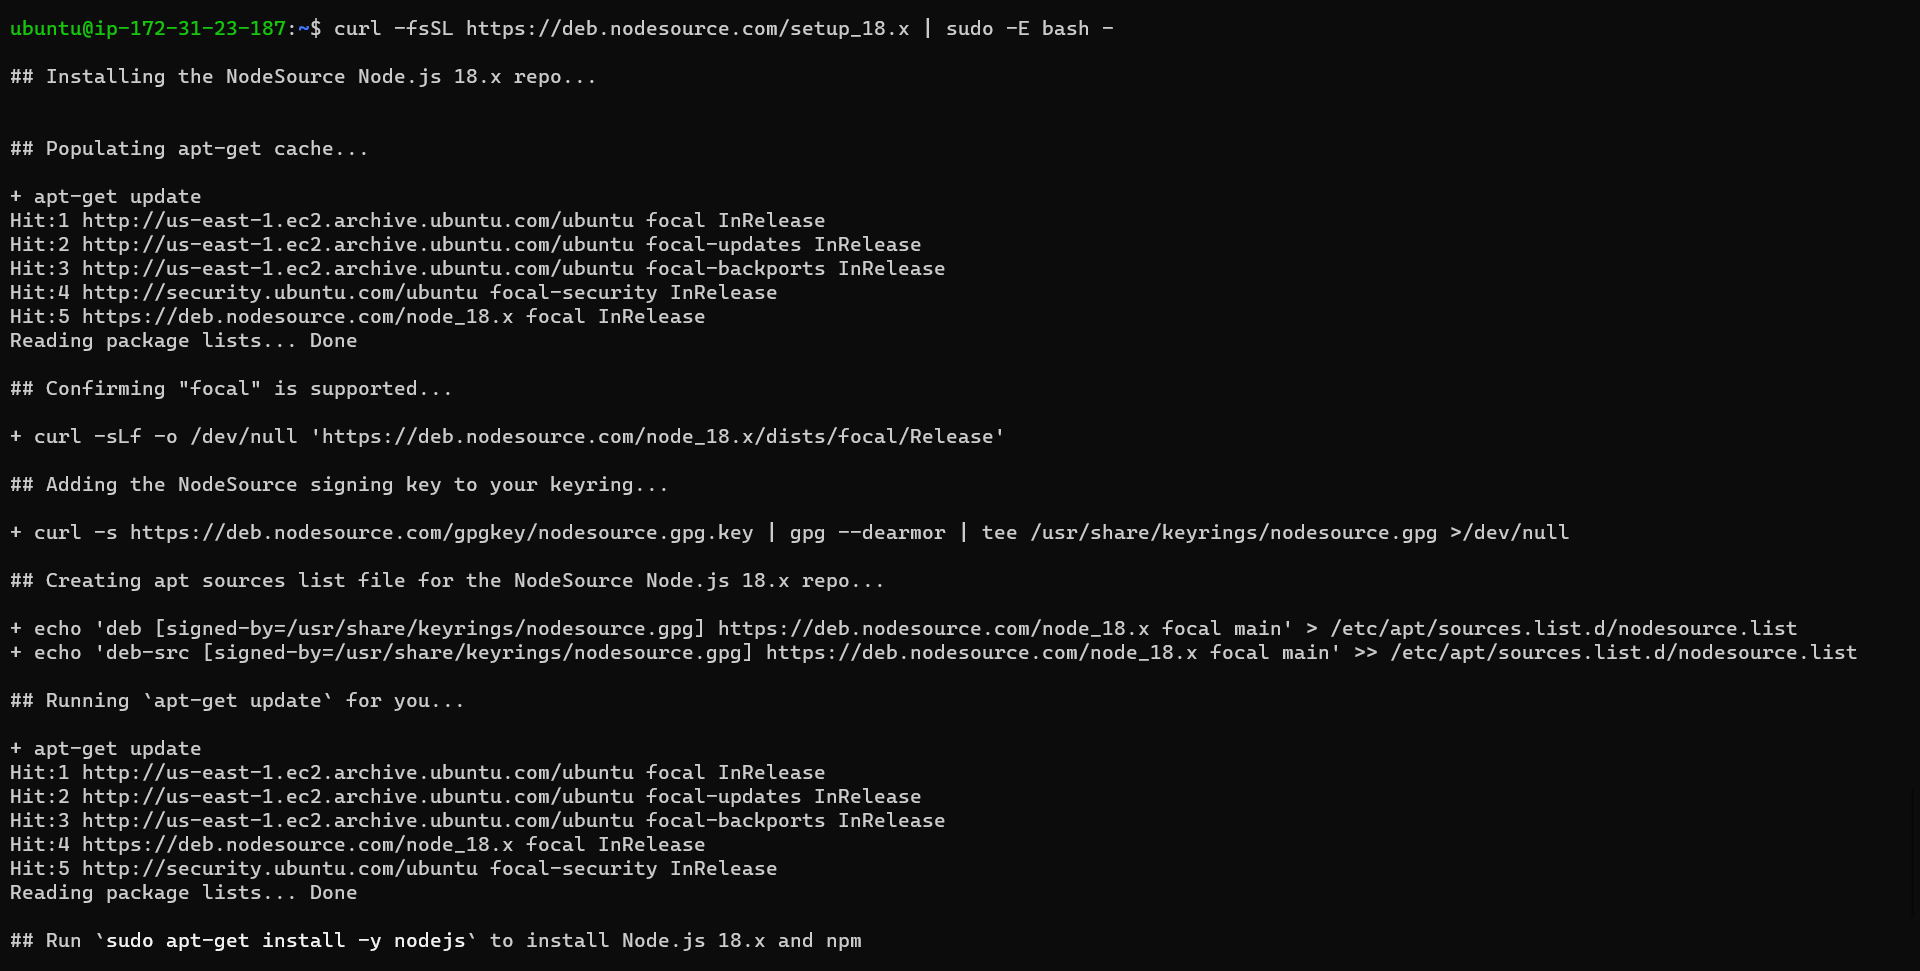 ubuntu@ip-172-31-23-187:~$ curl -fsSL https://deb.nodesource.com/setup_18.x | sudo -E bash -
## Installing the NodeSource Node.js 18.x repo...
## Populating apt-get cache...
+ apt-get update
Hit:1 http://us-east-1.ec2.archive.ubuntu.com/ubuntu focal InRelease
Hit:2 http://us-east-1.ec2.archive.ubuntu.com/ubuntu focal-updates InRelease
Hit:3 http://us-east-1.ec2.archive.ubuntu.com/ubuntu focal-backports InRelease
Hit:4 http://security.ubuntu.com/ubuntu focal-security InRelease
Hit:5 https://deb.nodesource.com/node_18.x focal InRelease
Reading package lists... Done
## Confirming "focal" is supported...
+ curl -sLf -o /dev/null 'https://deb.nodesource.com/node_18.x/dists/focal/Release'
## Adding the NodeSource signing key to your keyring...
+ curl -s https://deb.nodesource.com/gpgkey/nodesource.gpg.key | gpg --dearmor | tee /usr/share/keyrings/nodesource.gpg >/dev/null
## Creating apt sources list file for the NodeSource Node.js 18.x repo...
+ echo 'deb [signed-by=/usr/share/keyrings/nodesource.gpg] https://deb.nodesource.com/node_18.x focal main' > /etc/apt/sources.list.d/nodesource.list
+ echo 'deb-src [signed-by=/usr/share/keyrings/nodesource.gpg] https://deb.nodesource.com/node_18.x focal main' >> /etc/apt/sources.list.d/nodesource.list
## Running `apt-get update` for you...
+ apt-get update
Hit:1 http://us-east-1.ec2.archive.ubuntu.com/ubuntu focal InRelease
Hit:2 http://us-east-1.ec2.archive.ubuntu.com/ubuntu focal-updates InRelease
Hit:3 http://us-east-1.ec2.archive.ubuntu.com/ubuntu focal-backports InRelease
Hit:4 https://deb.nodesource.com/node_18.x focal InRelease
Hit:5 http://security.ubuntu.com/ubuntu focal-security InRelease
Reading package lists... Done
## Run `sudo apt-get install -y nodejs` to install Node.js 18.x and npm